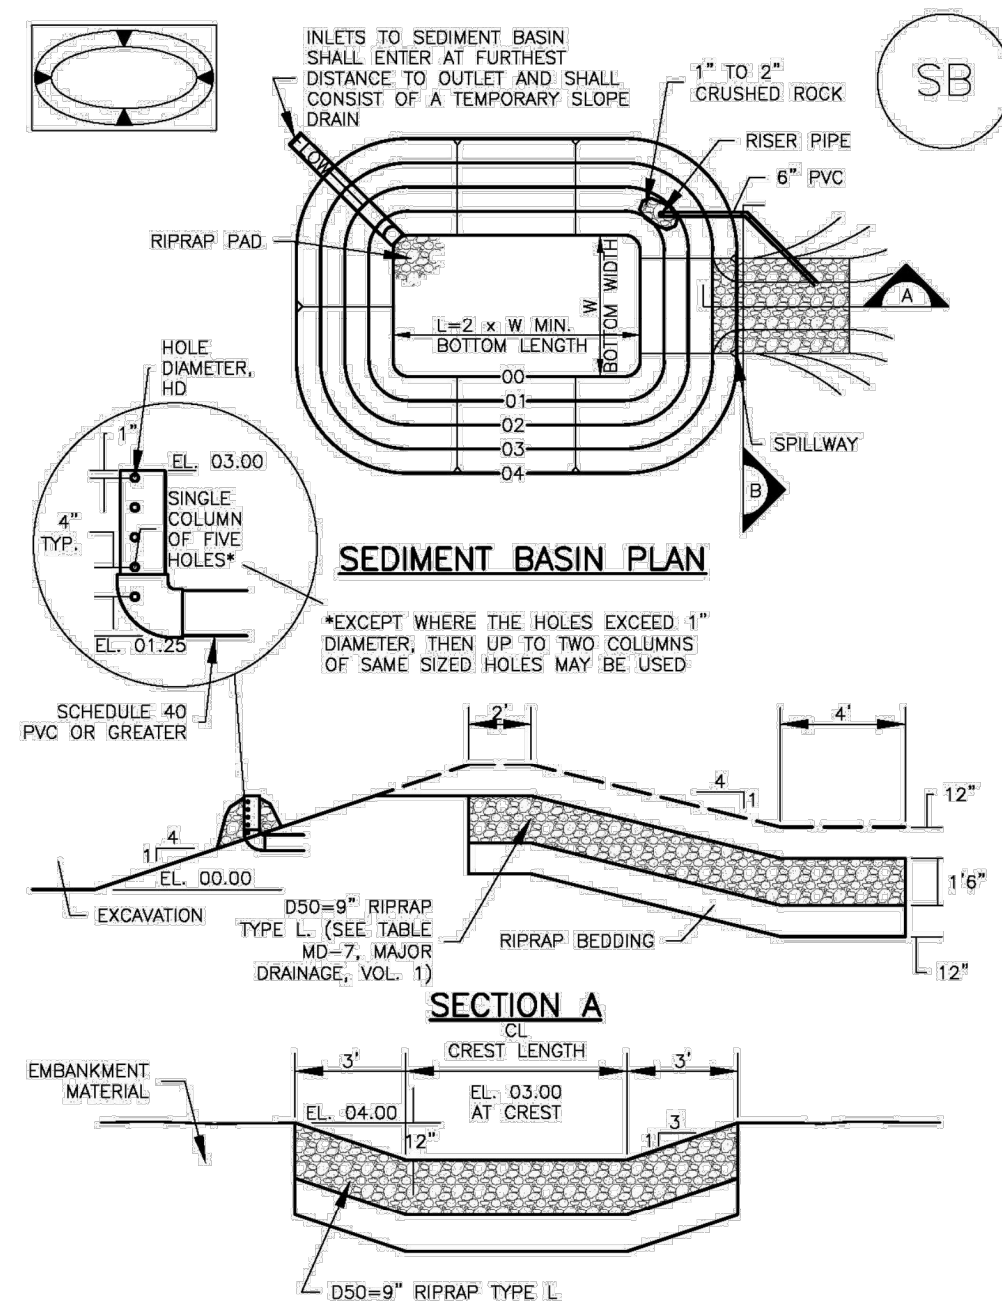 INLETS TO SEDIMENT BASIN
SHALL ENTER AT FURTHEST
DISTANCE TO OUTLET AND SHALL
CONSIST OF A TEMPORARY SLOPE
DRAIN
1" TO 2"
CRUSHED ROCK
SB
RISER PIPE
6" PVC
FLOW
RIPRAP PAD
A
W
BOTTOM WIDTH
L=2 x W MIN.
BOTTOM LENGTH
00
01
02
03
04
SPILLWAY
B
HOLE
DIAMETER,
HD
1"
EL. 03.00
4"
TYP.
SINGLE
COLUMN
OF FIVE
HOLES*
EL. 01.25
SEDIMENT BASIN PLAN
*EXCEPT WHERE THE HOLES EXCEED 1"
DIAMETER, THEN UP TO TWO COLUMNS
OF SAME SIZED HOLES MAY BE USED
SCHEDULE 40
PVC OR GREATER
2'
4'
4
1
12"
4
1
EL. 00.00
EXCAVATION
1'6"
D50=9" RIPRAP
TYPE L. (SEE TABLE
MD-7, MAJOR
DRAINAGE, VOL. 1)
RIPRAP BEDDING
12"
SECTION A
CL
CREST LENGTH
3'
3'
EMBANKMENT
MATERIAL
EL. 04.00
EL. 03.00
AT CREST
12"
3
1
D50=9" RIPRAP TYPE L